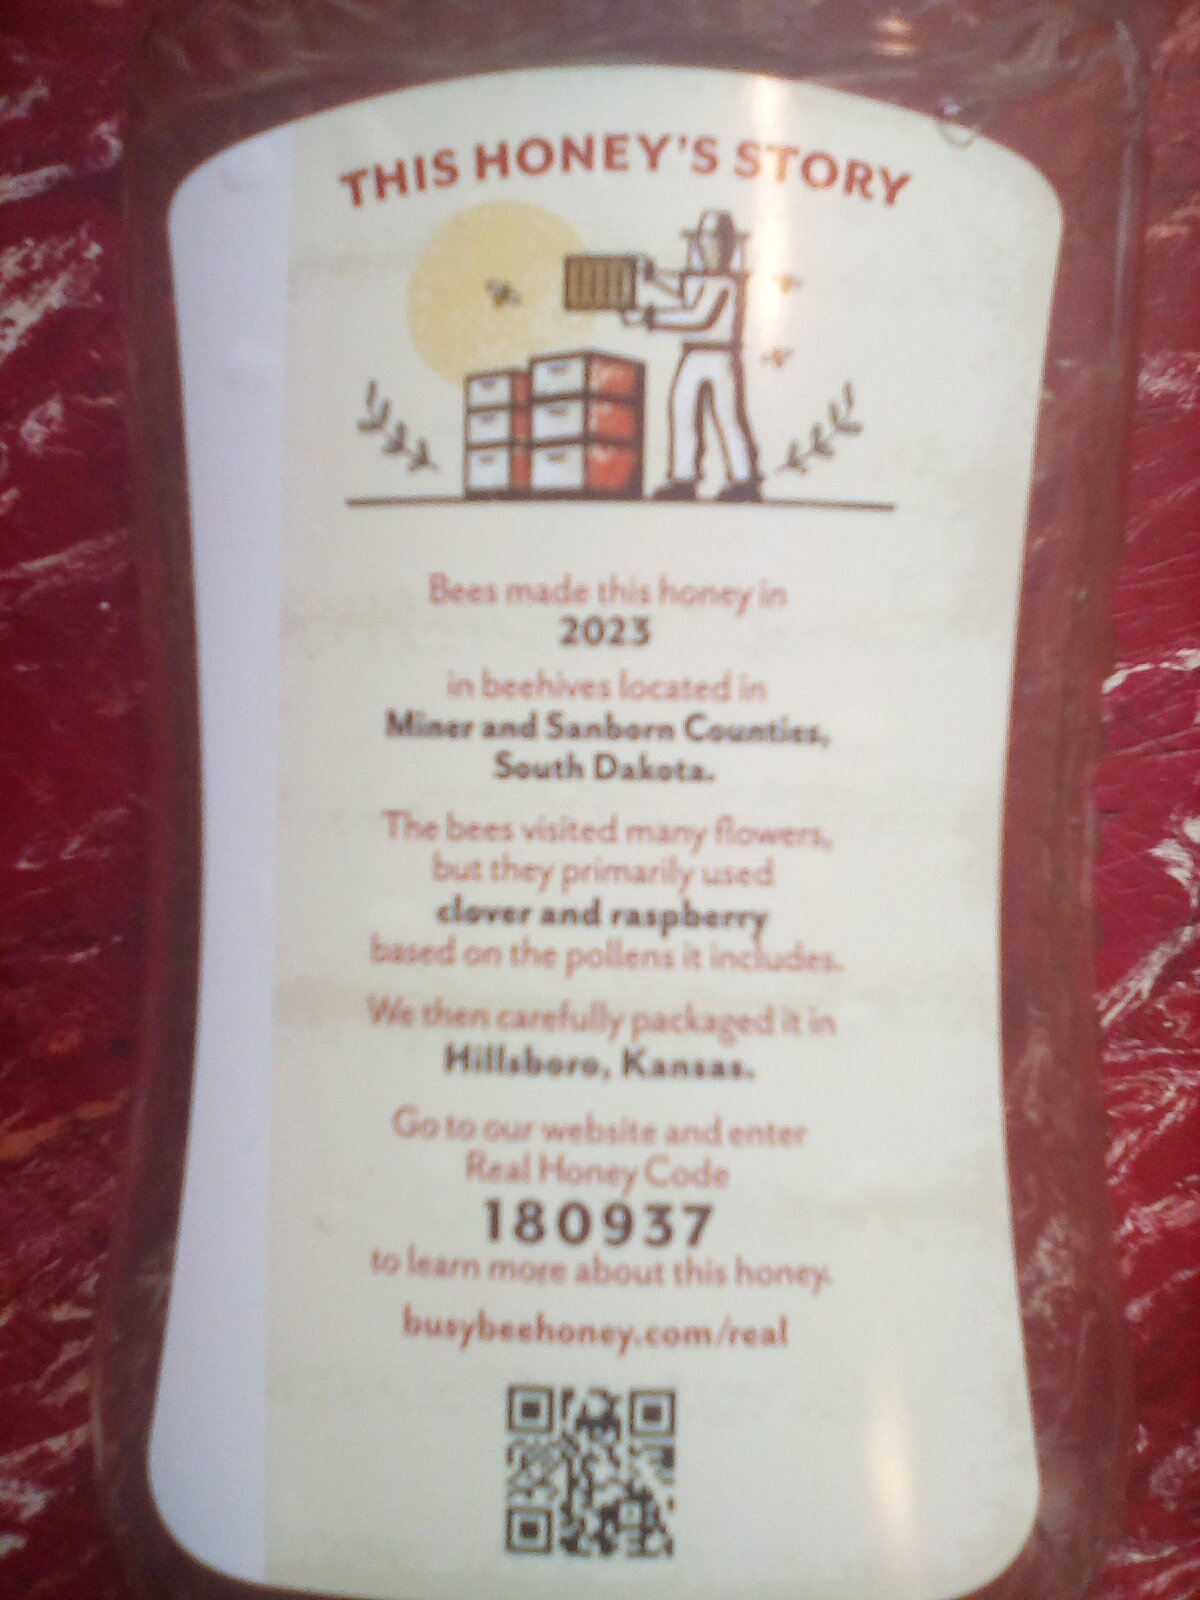 THIS HONEY'S STORY
Bees made this honey in
2023
in beehives located in
Miner and Sanborn Counties,
South Dakota.
The bees visited many flowers,
but they primarily used
clover and raspberry
based on the pollens it includes.
We then carefully packaged it in
Hillsboro, Kansas.
Go to our website and enter
Real Honey Code
180937
to learn more about this honey.
busybeehoney.com/real